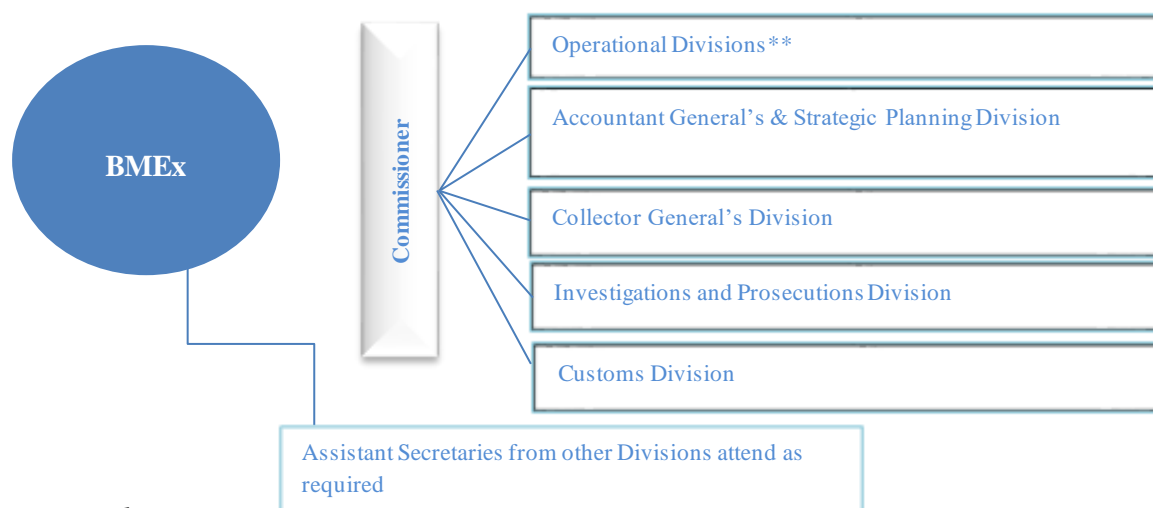 BMEx
Commissioner
Operational Divisions**
Accountant General's & Strategic Planning Division
Collector General's Division
Investigations and Prosecutions Division
Customs Division
Assistant Secretaries from other Divisions attend as
required